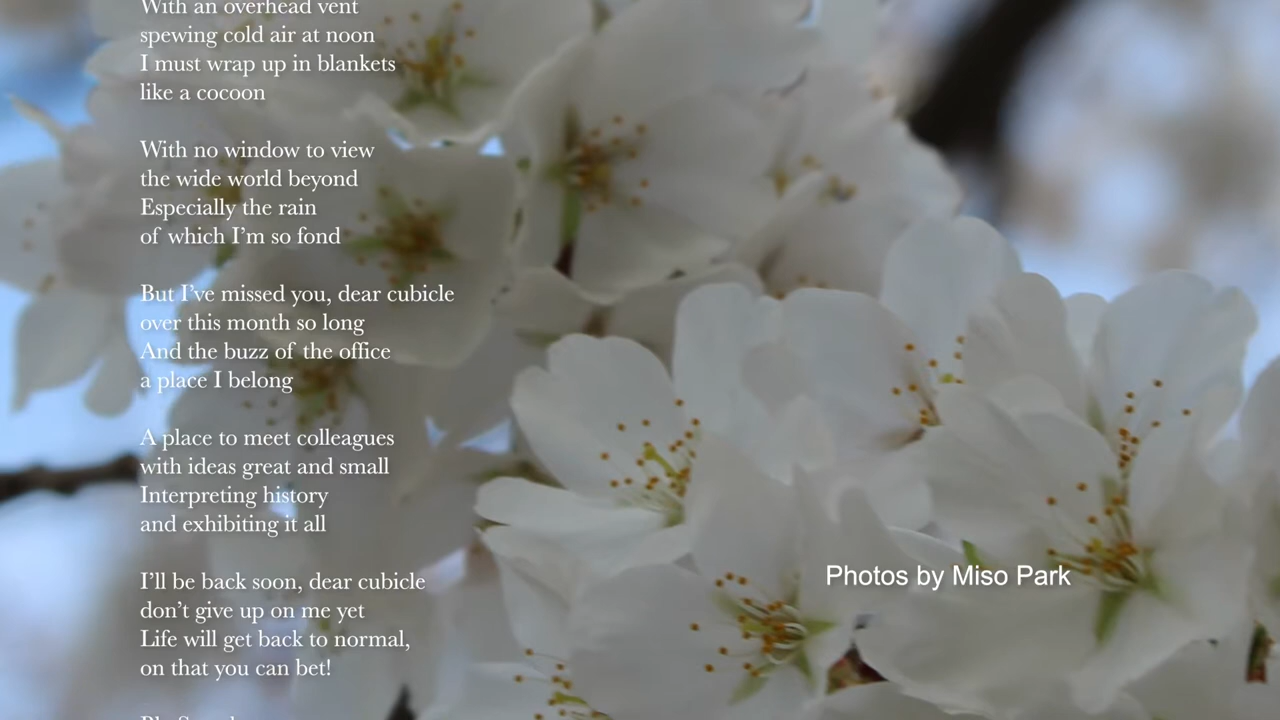 With an overhead vent
spewing cold air at noon
I must wrap up in blankets
like a cocoon
With no window to view
the wide world beyond
Especially the rain
of which I’m so fond
But I’ve missed you, dear cubicle
over this month so long
And the buzz of the office
a place I belong
A place to meet colleagues
with ideas great and small
Interpreting history
and exhibiting it all
I’ll be back soon, dear cubicle
don’t give up on me yet
Life will get back to normal,
on that you can bet!
Photos by Miso Park